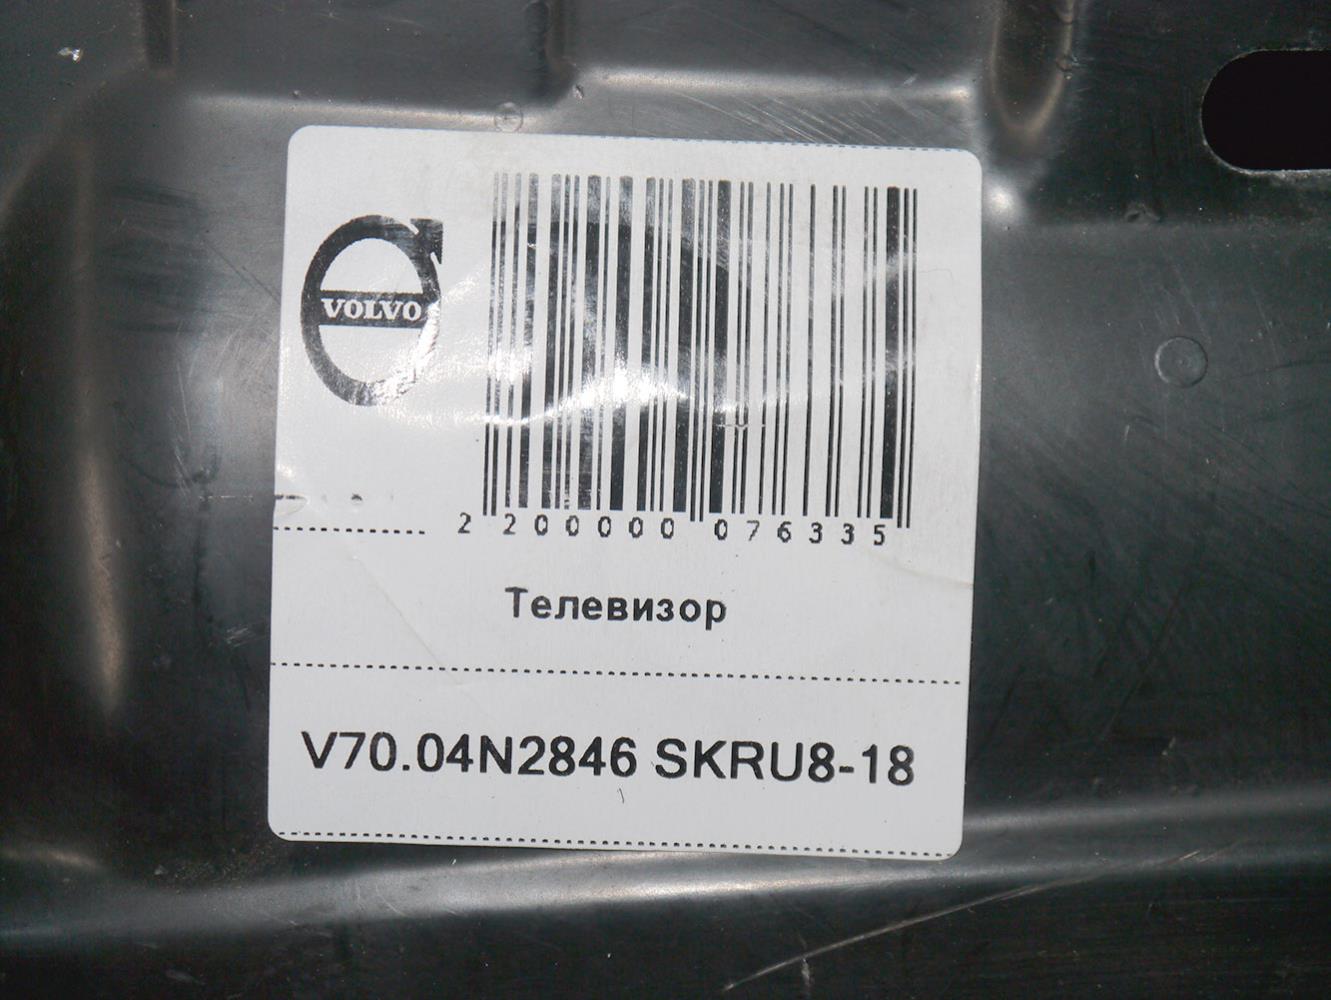 VOLVO
2 200000 076335
Телевизор
V70.04N2846 SKRU8-18